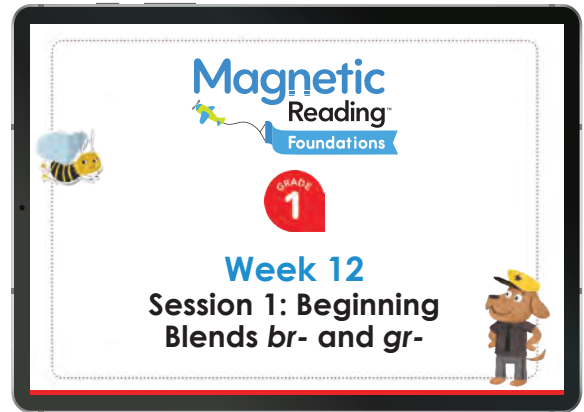 Magnetic
Reading™
Foundations
GRADE
1
Week 12
Session 1: Beginning
Blends br- and gr-